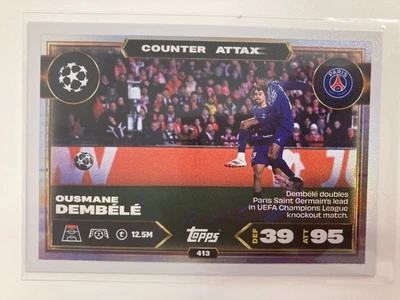 COUNTER ATTAX
PARIS
OUSMANE
DEMBÉLÉ
Dembélé doubles
Paris Saint Germain's lead
in UEFA Champions League
knockout match.
12.5M
Topps
DEF 39 ATT 95
413